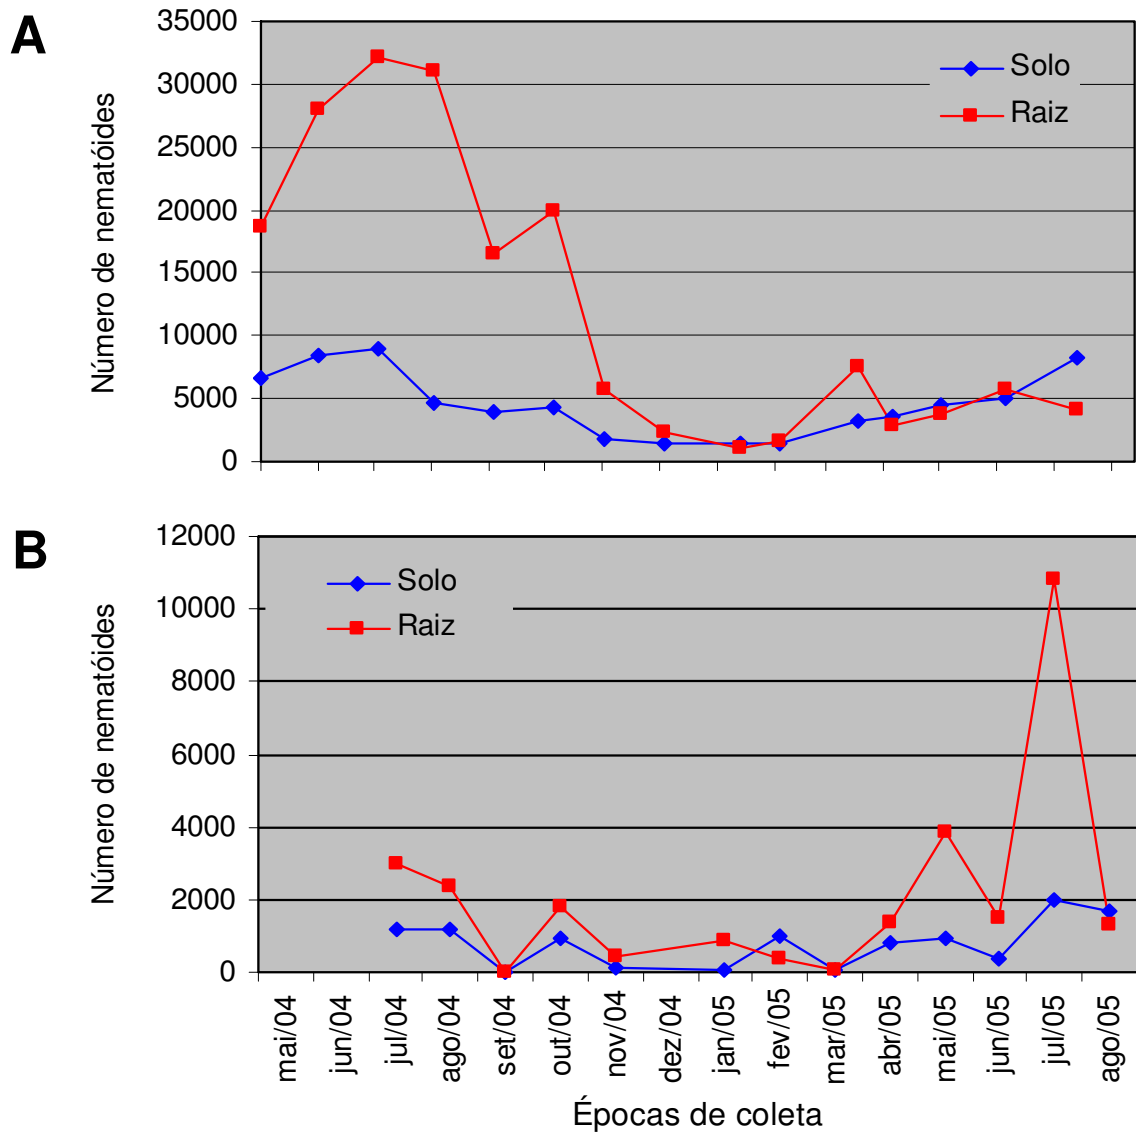 A
Número de nematóides
35000
30000
25000
20000
15000
10000
5000
0
Solo
Raiz
B
Número de nematóides
12000
10000
8000
6000
4000
2000
0
Solo
Raiz
mai/04
jun/04
jul/04
ago/04
set/04
out/04
nov/04
dez/04
jan/05
fev/05
mar/05
abr/05
mai/05
jun/05
jul/05
ago/05
Épocas de coleta